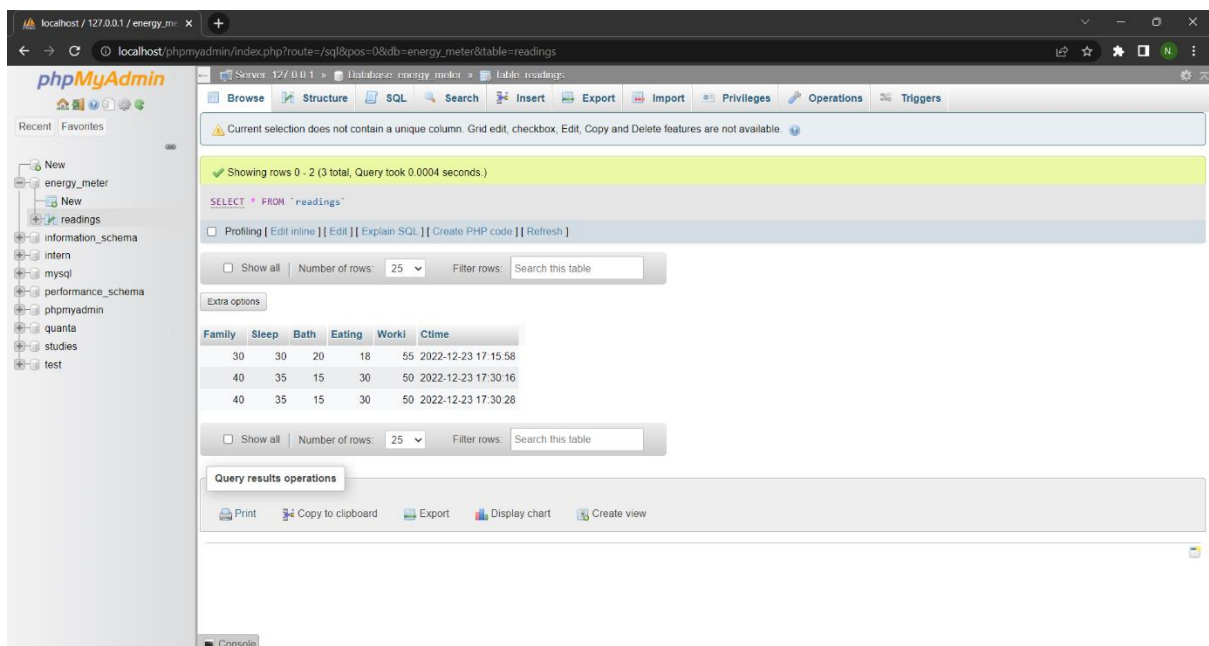 localhost / 127.0.0.1 / energy_me
localhost/phpmyadmin/index.php?route=/sql&pos=0&db=energy_meter&table=readings
N.
phpMyAdmin
Recent Favorites
New
energy_meter
New
readings
information_schema
intern
mysql
performance_schema
phpmyadmin
quanta
studies
test
Server: 127.0.0.1 » Database: energy_meter » Table: readings
Browse Structure SQL Search Insert Export Import Privileges Operations Triggers
Current selection does not contain a unique column. Grid edit, checkbox, Edit, Copy and Delete features are not available.
Showing rows 0 - 2 (3 total, Query took 0.0004 seconds.)
SELECT * FROM `readings`
Profiling [ Edit inline ] [ Edit ] [ Explain SQL ] [ Create PHP code ] [ Refresh ]
Show all Number of rows: 25 Filter rows: Search this table
Extra options
Family Sleep Bath Eating Worki Ctime
30 30 20 18 55 2022-12-23 17:15:58
40 35 15 30 50 2022-12-23 17:30:16
40 35 15 30 50 2022-12-23 17:30:28
Show all Number of rows: 25 Filter rows: Search this table
Query results operations
Print Copy to clipboard Export Display chart Create view
Console